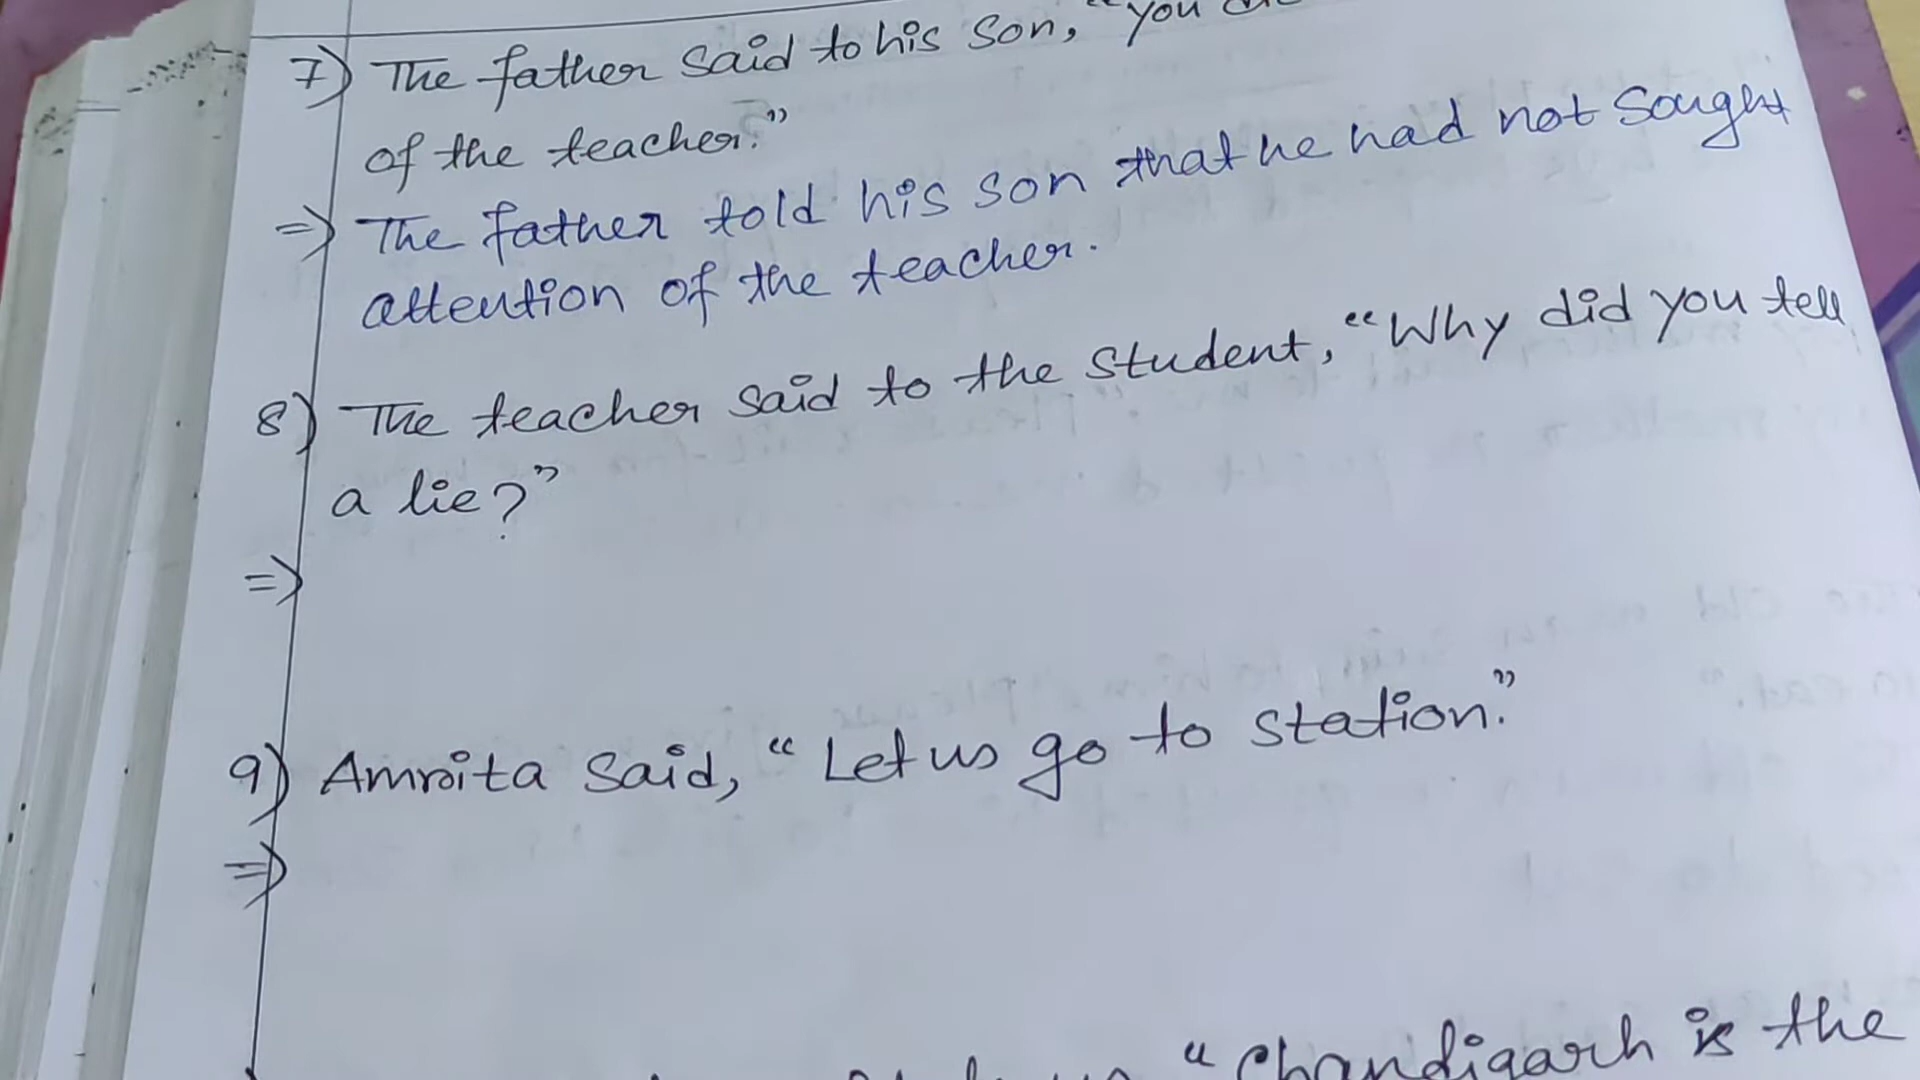 7) The father said to his son, "you
of the teacher."
=) The father told his son that he had not sought
attention of the teacher.
8) The teacher said to the student, "Why did you tell
a lie?"
=)
9) Amrita said, "Let us go to station."
=)
"Chandigarh is the